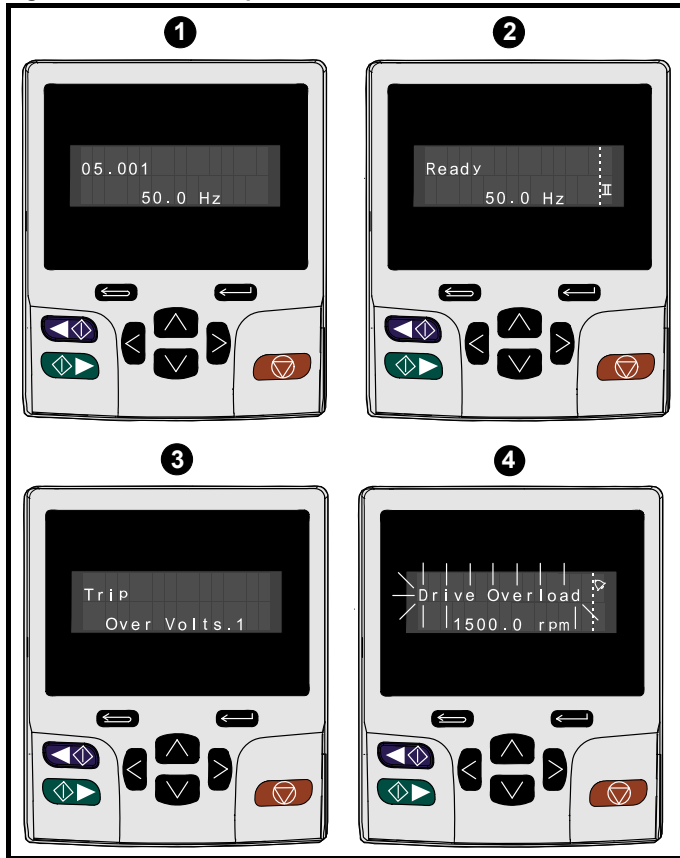 1
2
05.001
50.0 Hz
Ready
50.0 Hz
II
3
4
Trip
Over Volts.1
Drive Overload
1500.0 rpm